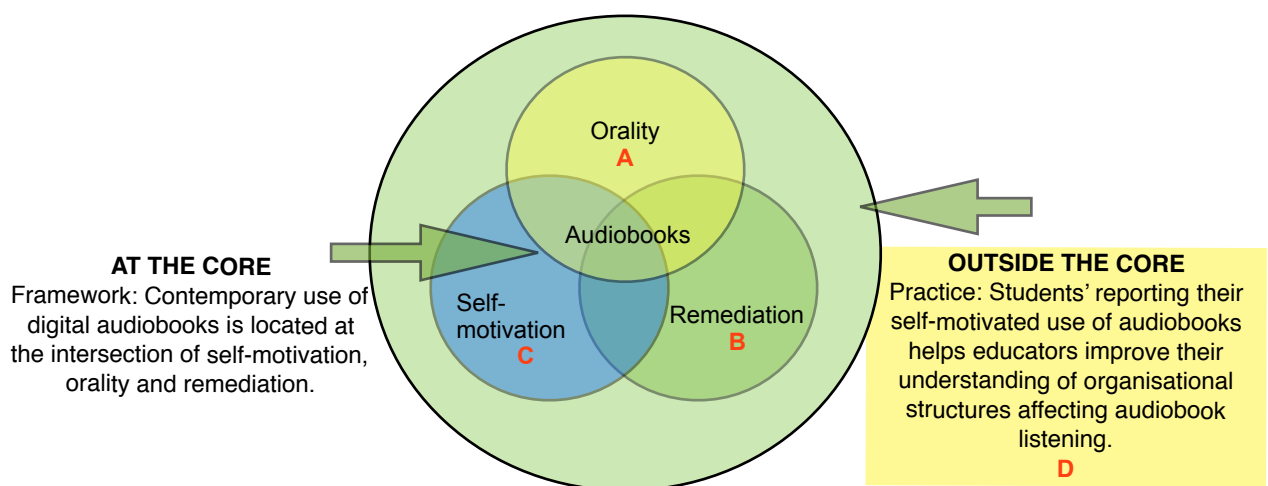 Orality
A
Audiobooks
Self-
motivation
C
Remediation
B
AT THE CORE
Framework: Contemporary use of
digital audiobooks is located at
the intersection of self-motivation,
orality and remediation.
OUTSIDE THE CORE
Practice: Students’ reporting their
self-motivated use of audiobooks
helps educators improve their
understanding of organisational
structures affecting audiobook
listening.
D